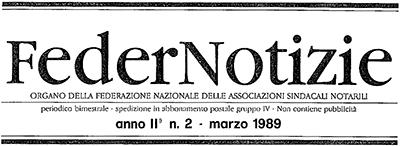 FederNotizie
ORGANO DELLA FEDERAZIONE NAZIONALE DELLE ASSOCIAZIONI SINDACALI NOTARILI
periodico bimestrale - spedizione in abbonamento postale gruppo IV - Non contiene pubblicità
anno II° n. 2 - marzo 1989